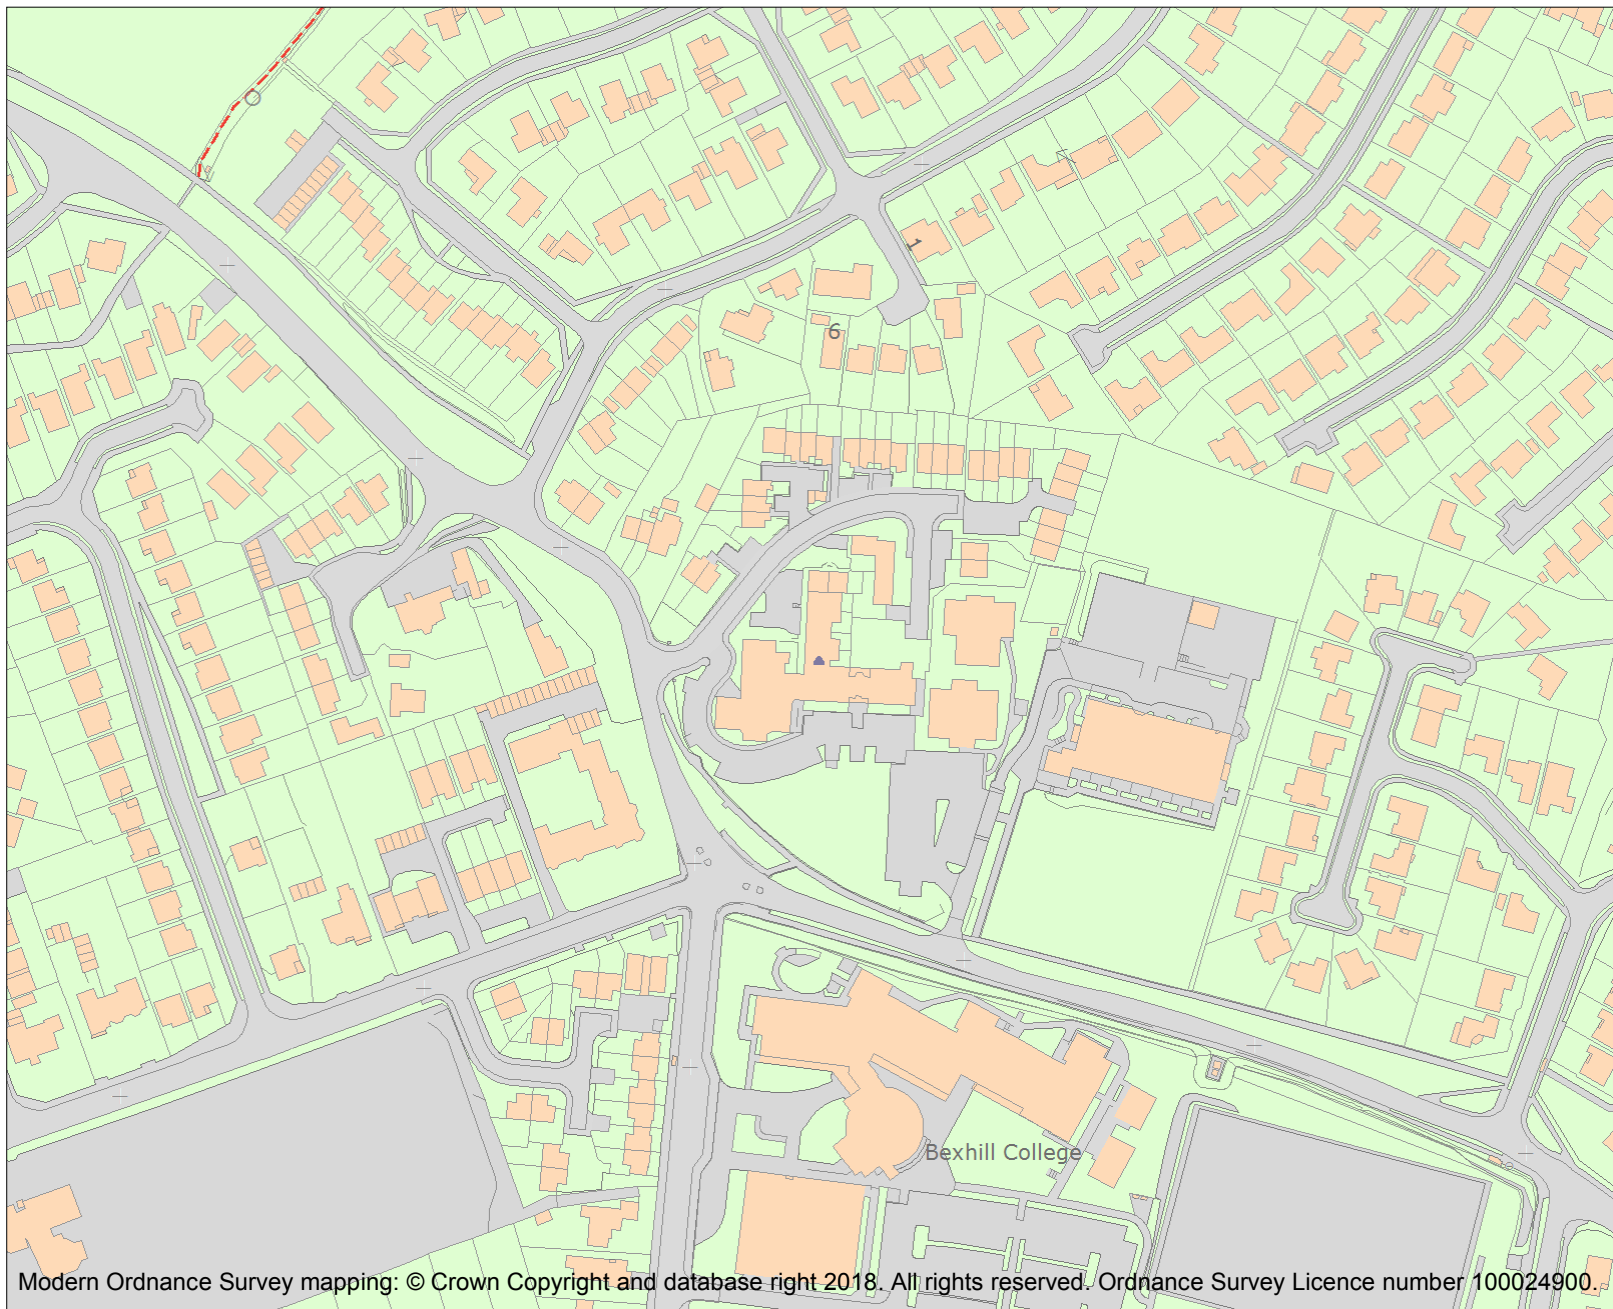 1
6
Bexhill College
Modern Ordnance Survey mapping: © Crown Copyright and database right 2018. All rights reserved. Ordnance Survey Licence number 100024900.